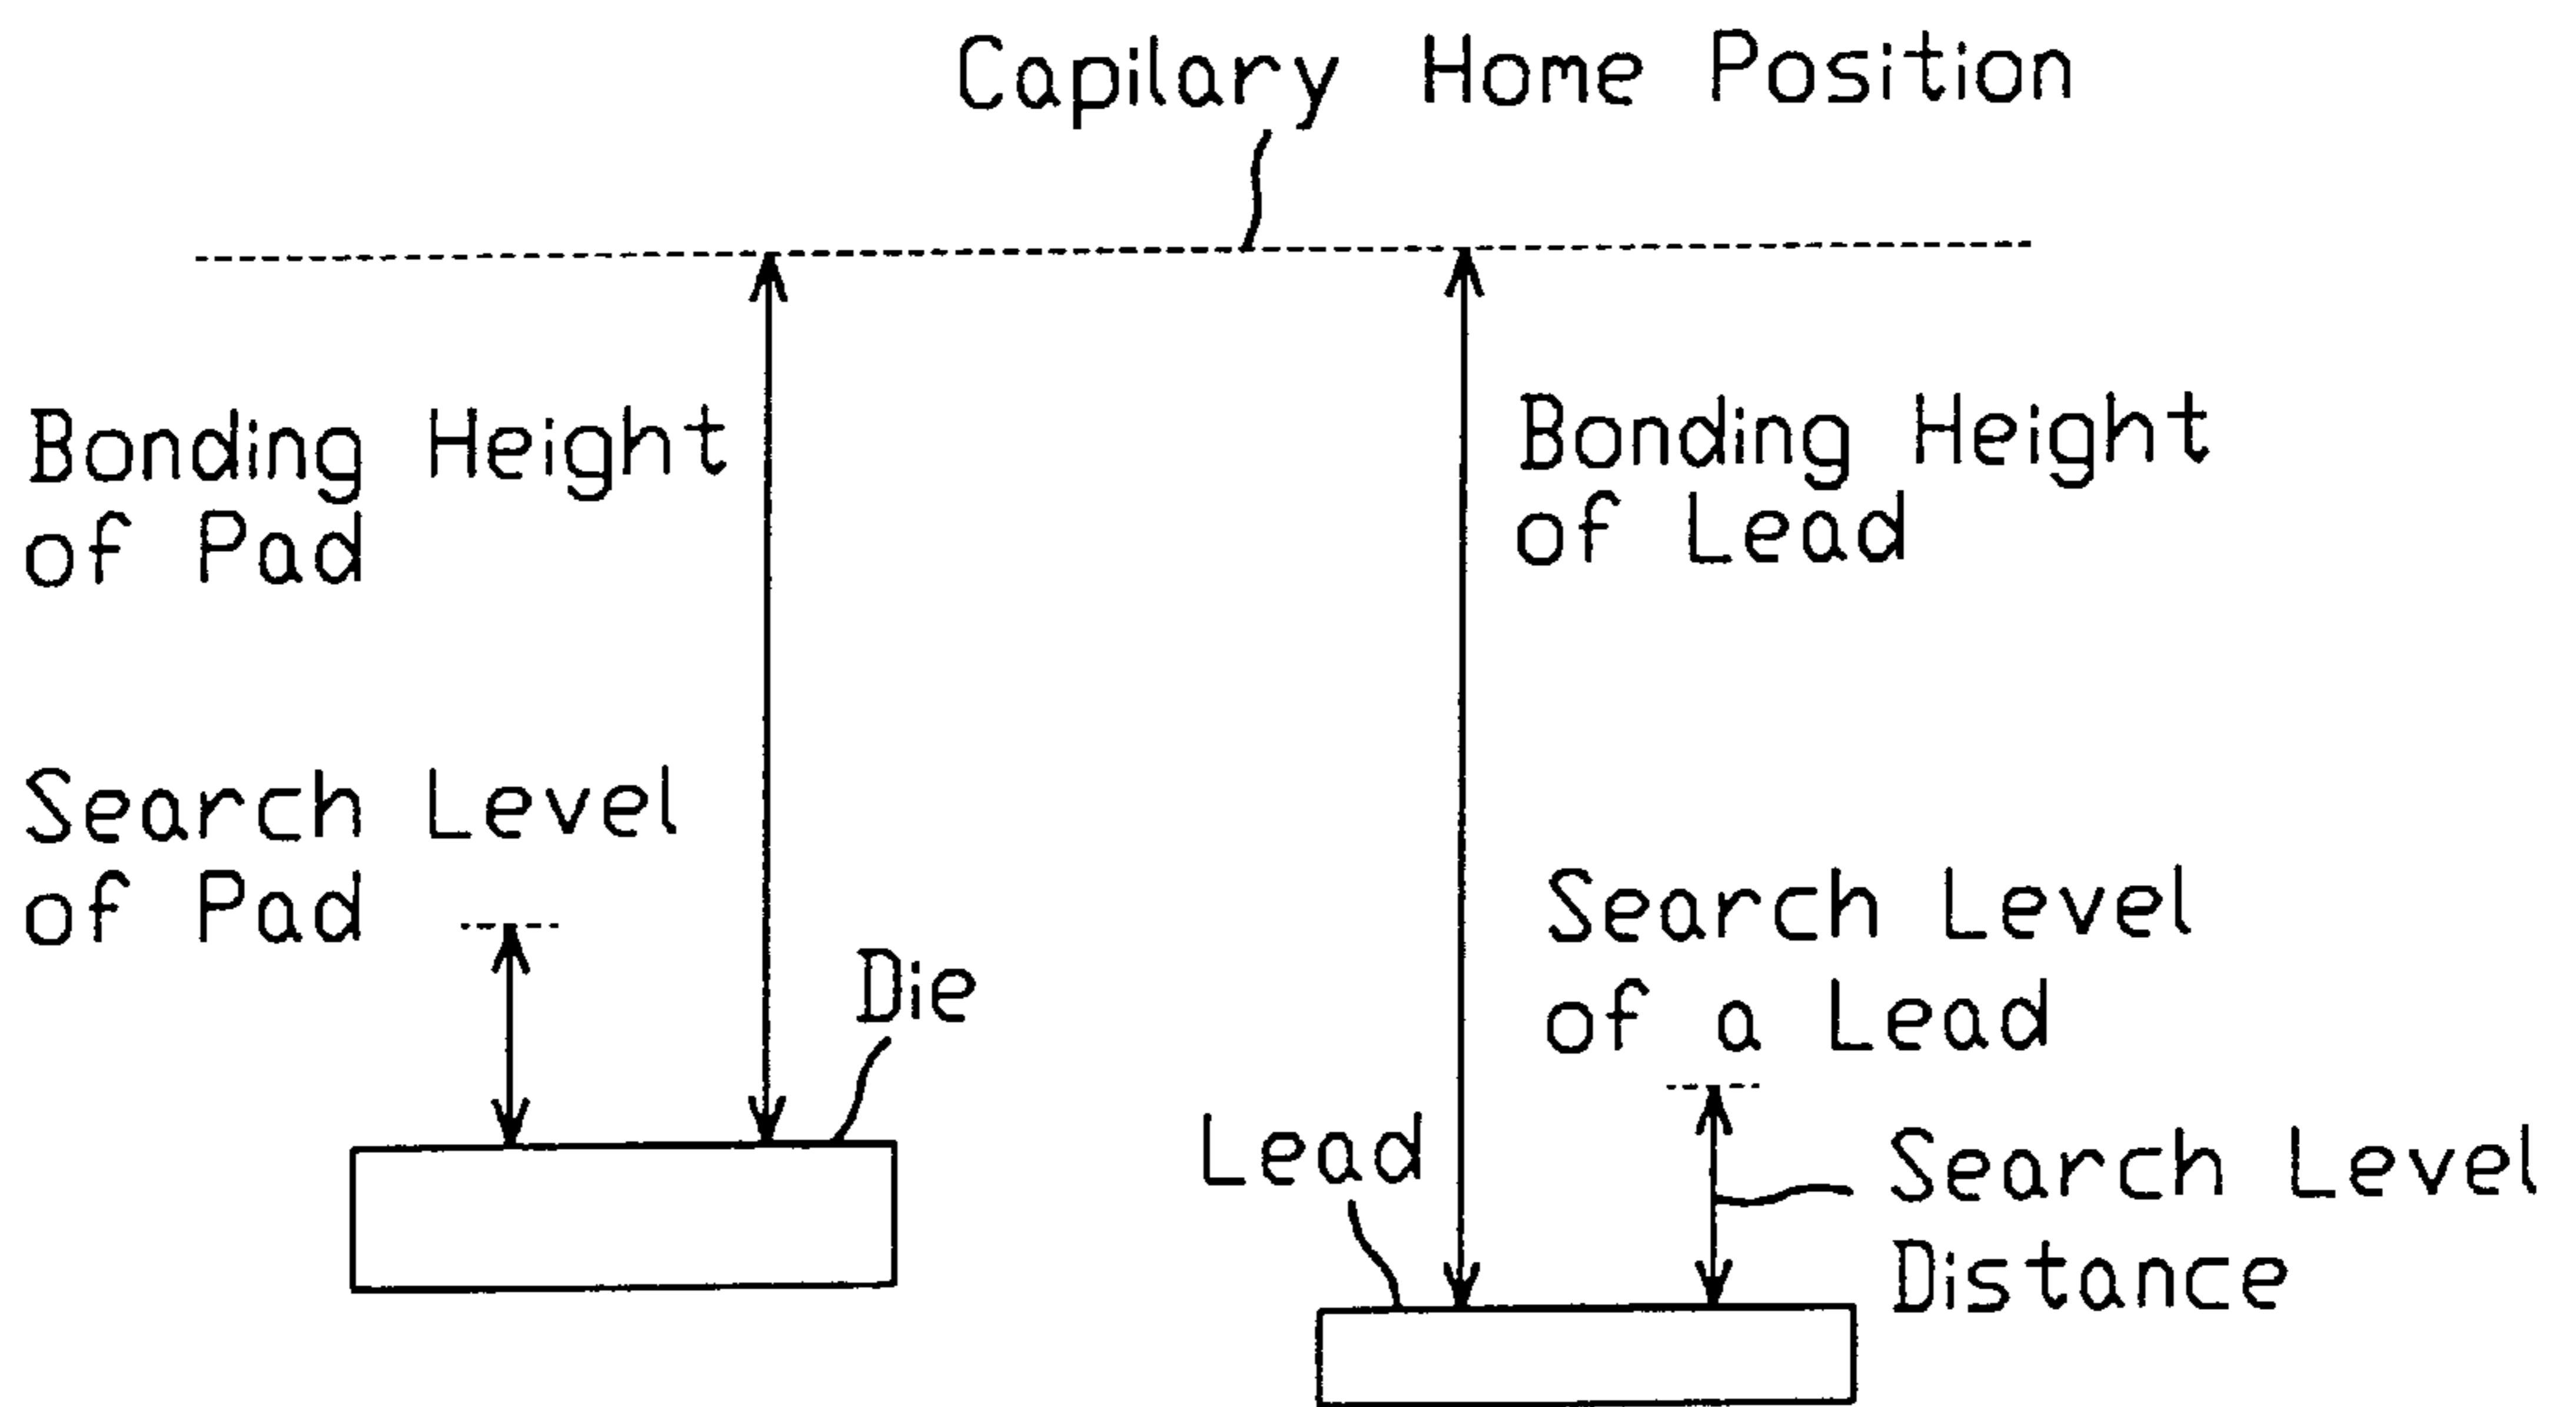 Capilary Home Position
Bonding Height
of Pad
Bonding Height
of Lead
Search Level
of Pad
Search Level
of a Lead
Die
Lead
Search Level
Distance